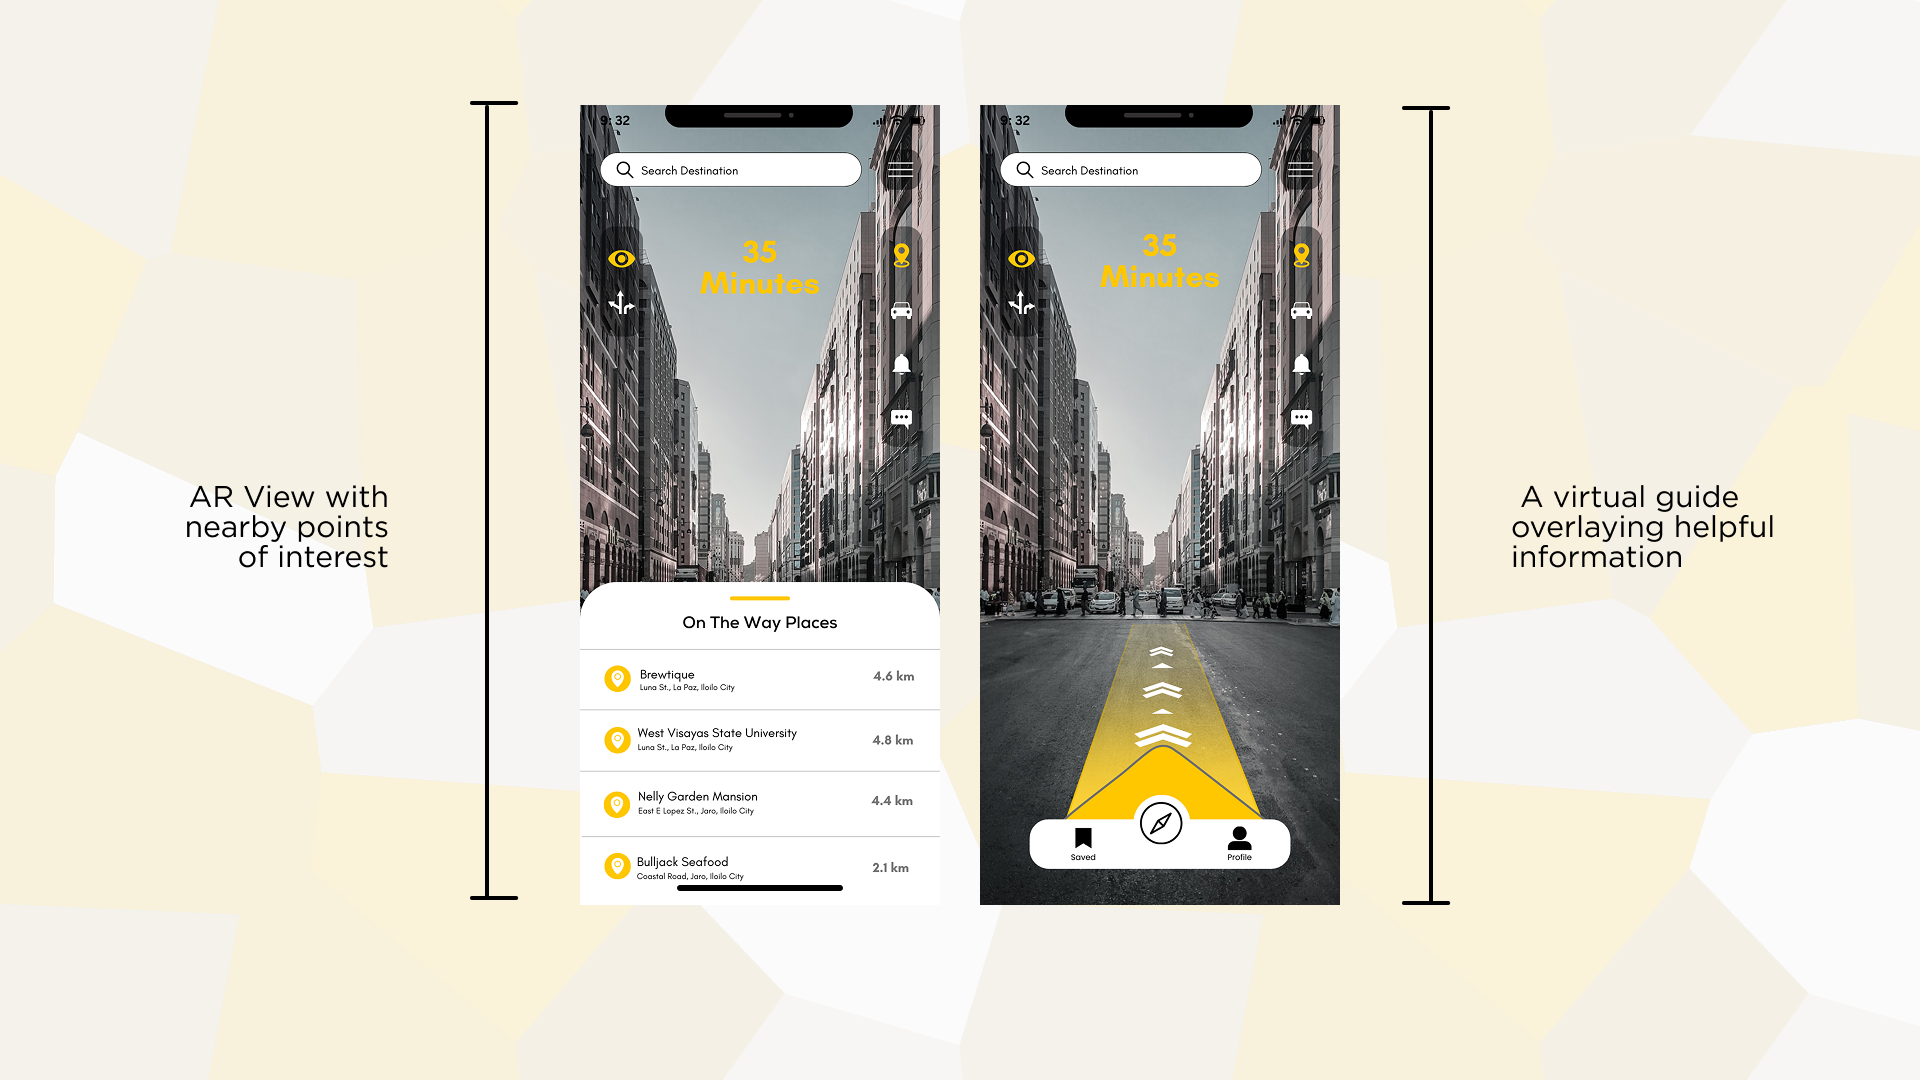 AR View with
nearby points
of interest
9:32
Search Destination
35
Minutes
On The Way Places
Brewtique
Luna St., La Paz, Iloilo City
4.6 km
West Visayas State University
Luna St., La Paz, Iloilo City
4.8 km
Nelly Garden Mansion
East E Lopez St., Jaro, Iloilo City
4.4 km
Bulljack Seafood
Coastal Road, Jaro, Iloilo City
2.1 km
9:32
Search Destination
35
Minutes
Saved
Profile
A virtual guide
overlaying helpful
information